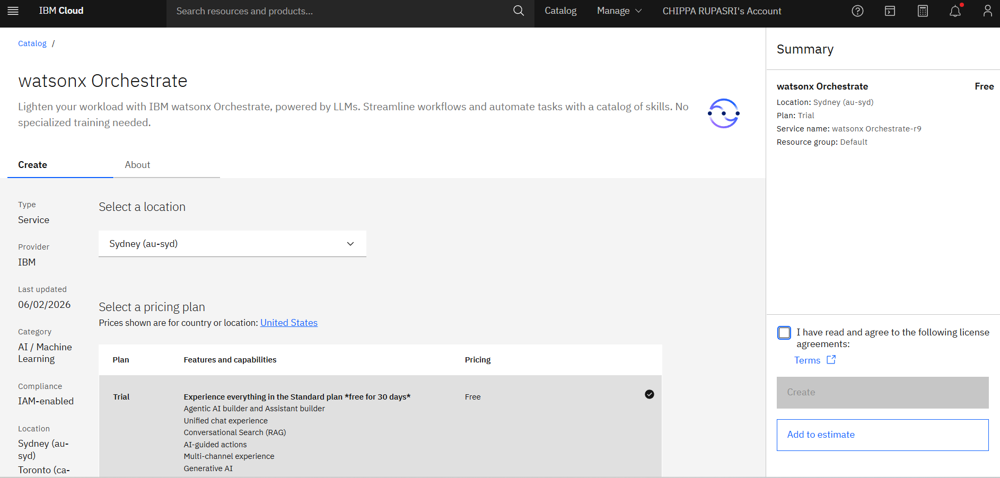 IBM Cloud
Search resources and products...
Catalog
Manage
CHIPPA RUPASRI's Account
Catalog /
watsonx Orchestrate
Lighten your workload with IBM watsonx Orchestrate, powered by LLMs. Streamline workflows and automate tasks with a catalog of skills. No
specialized training needed.
Create
About
Type
Service
Provider
IBM
Last updated
06/02/2026
Category
AI / Machine
Learning
Compliance
IAM-enabled
Location
Sydney (au-
syd)
Toronto (ca-
Select a location
Sydney (au-syd)
Select a pricing plan
Prices shown are for country or location: United States
Plan
Features and capabilities
Pricing
Trial
Experience everything in the Standard plan *free for 30 days*
Free
Agentic AI builder and Assistant builder
Unified chat experience
Conversational Search (RAG)
AI-guided actions
Multi-channel experience
Generative AI
Summary
watsonx Orchestrate
Free
Location: Sydney (au-syd)
Plan: Trial
Service name: watsonx Orchestrate-r9
Resource group: Default
I have read and agree to the following license
agreements:
Terms
Create
Add to estimate